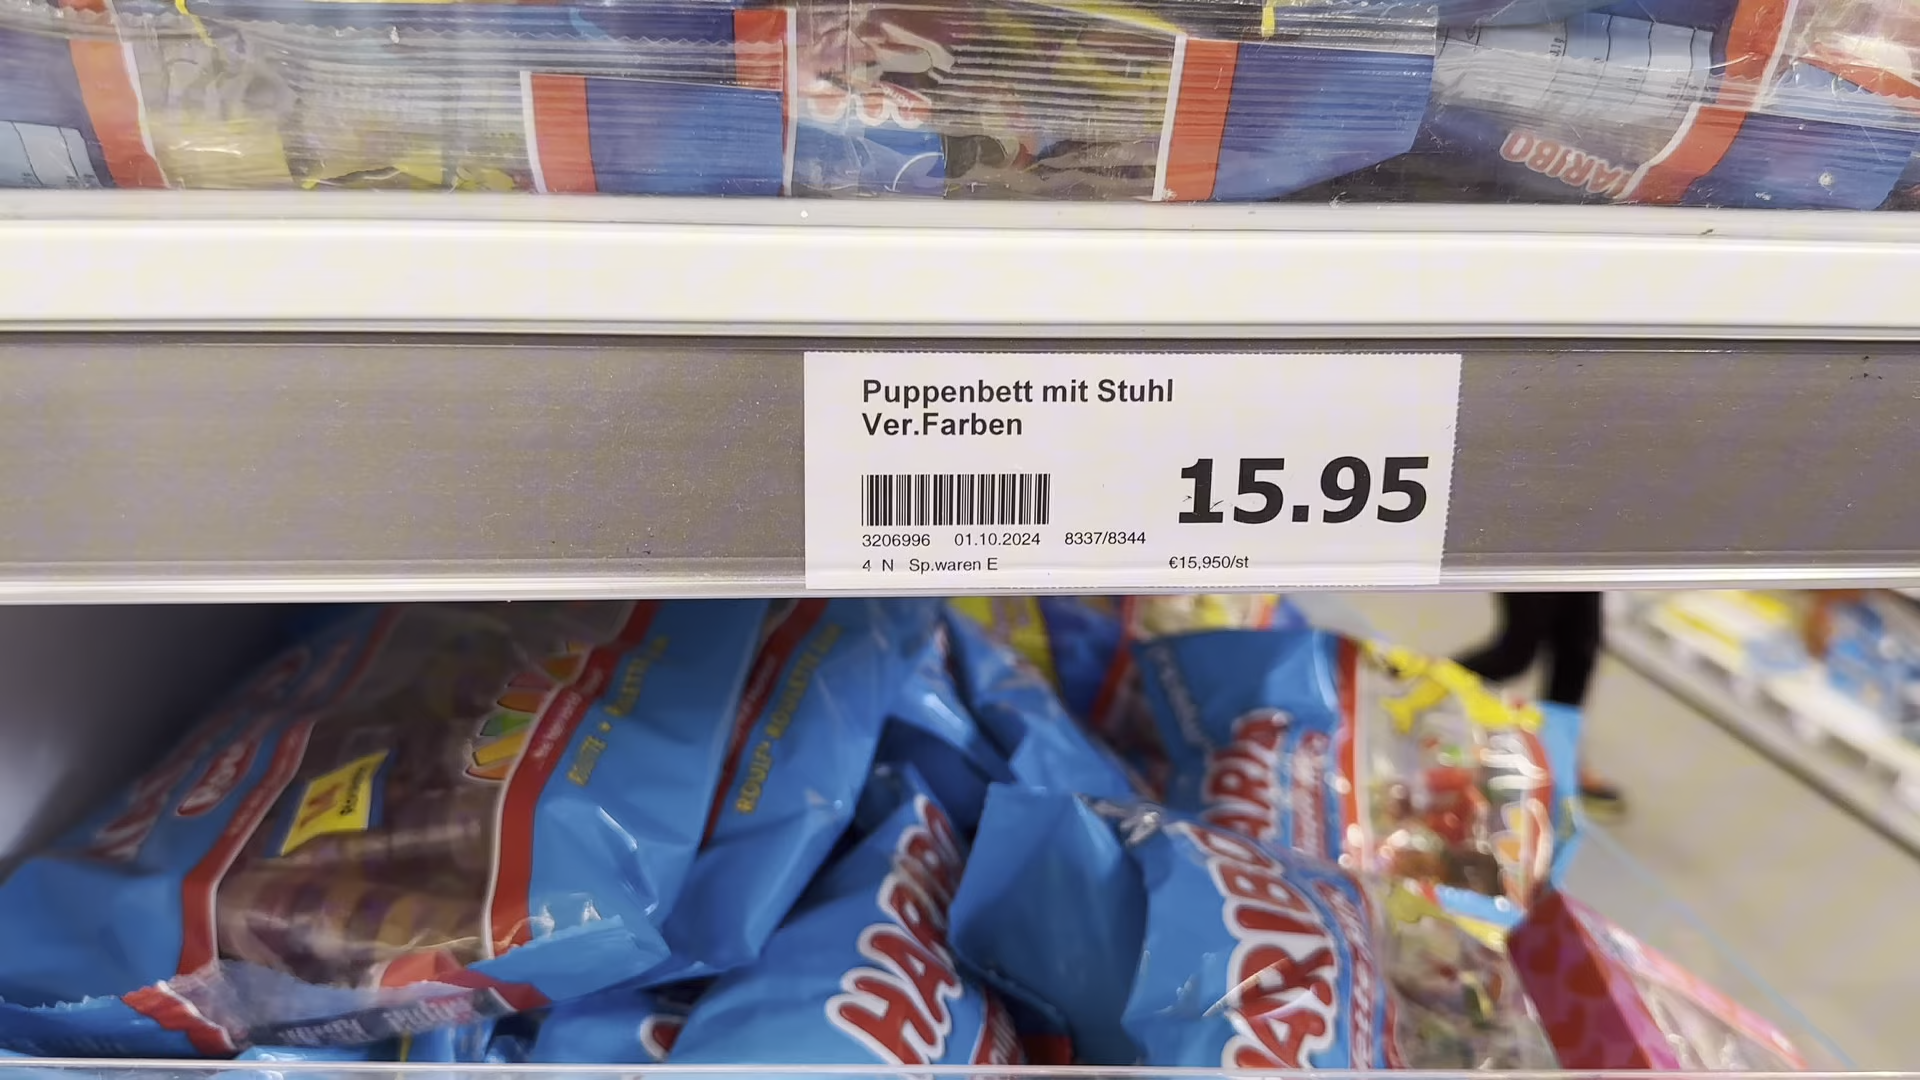 HARIBO
Puppenbett mit Stuhl
Ver.Farben
15.95
3206996 01.10.2024 8337/8344
4 N Sp.waren E €15,950/st
HARIBO
HARIBO